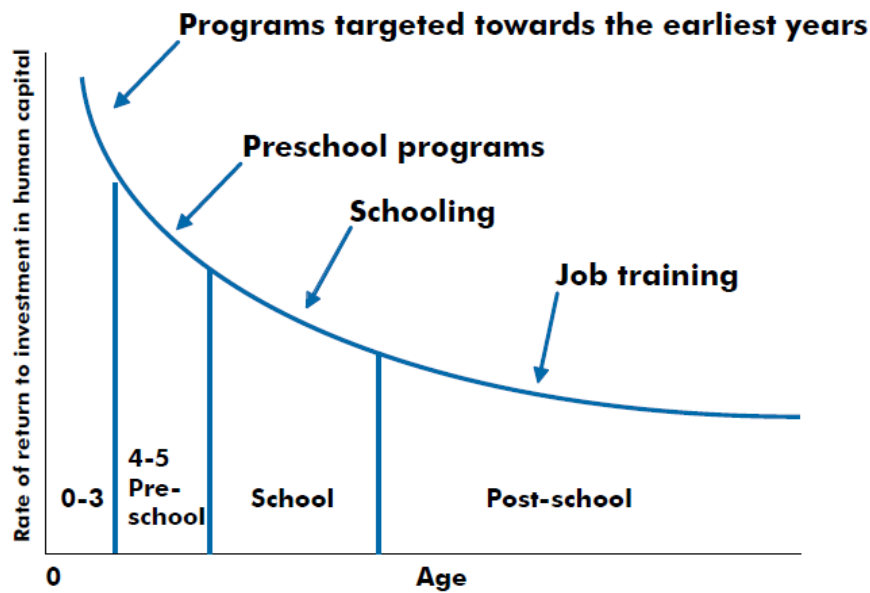 Programs targeted towards the earliest years
Rate of return to investment in human capital
Preschool programs
Schooling
Job training
0-3
4-5
Pre-
school
School
Post-school
0
Age